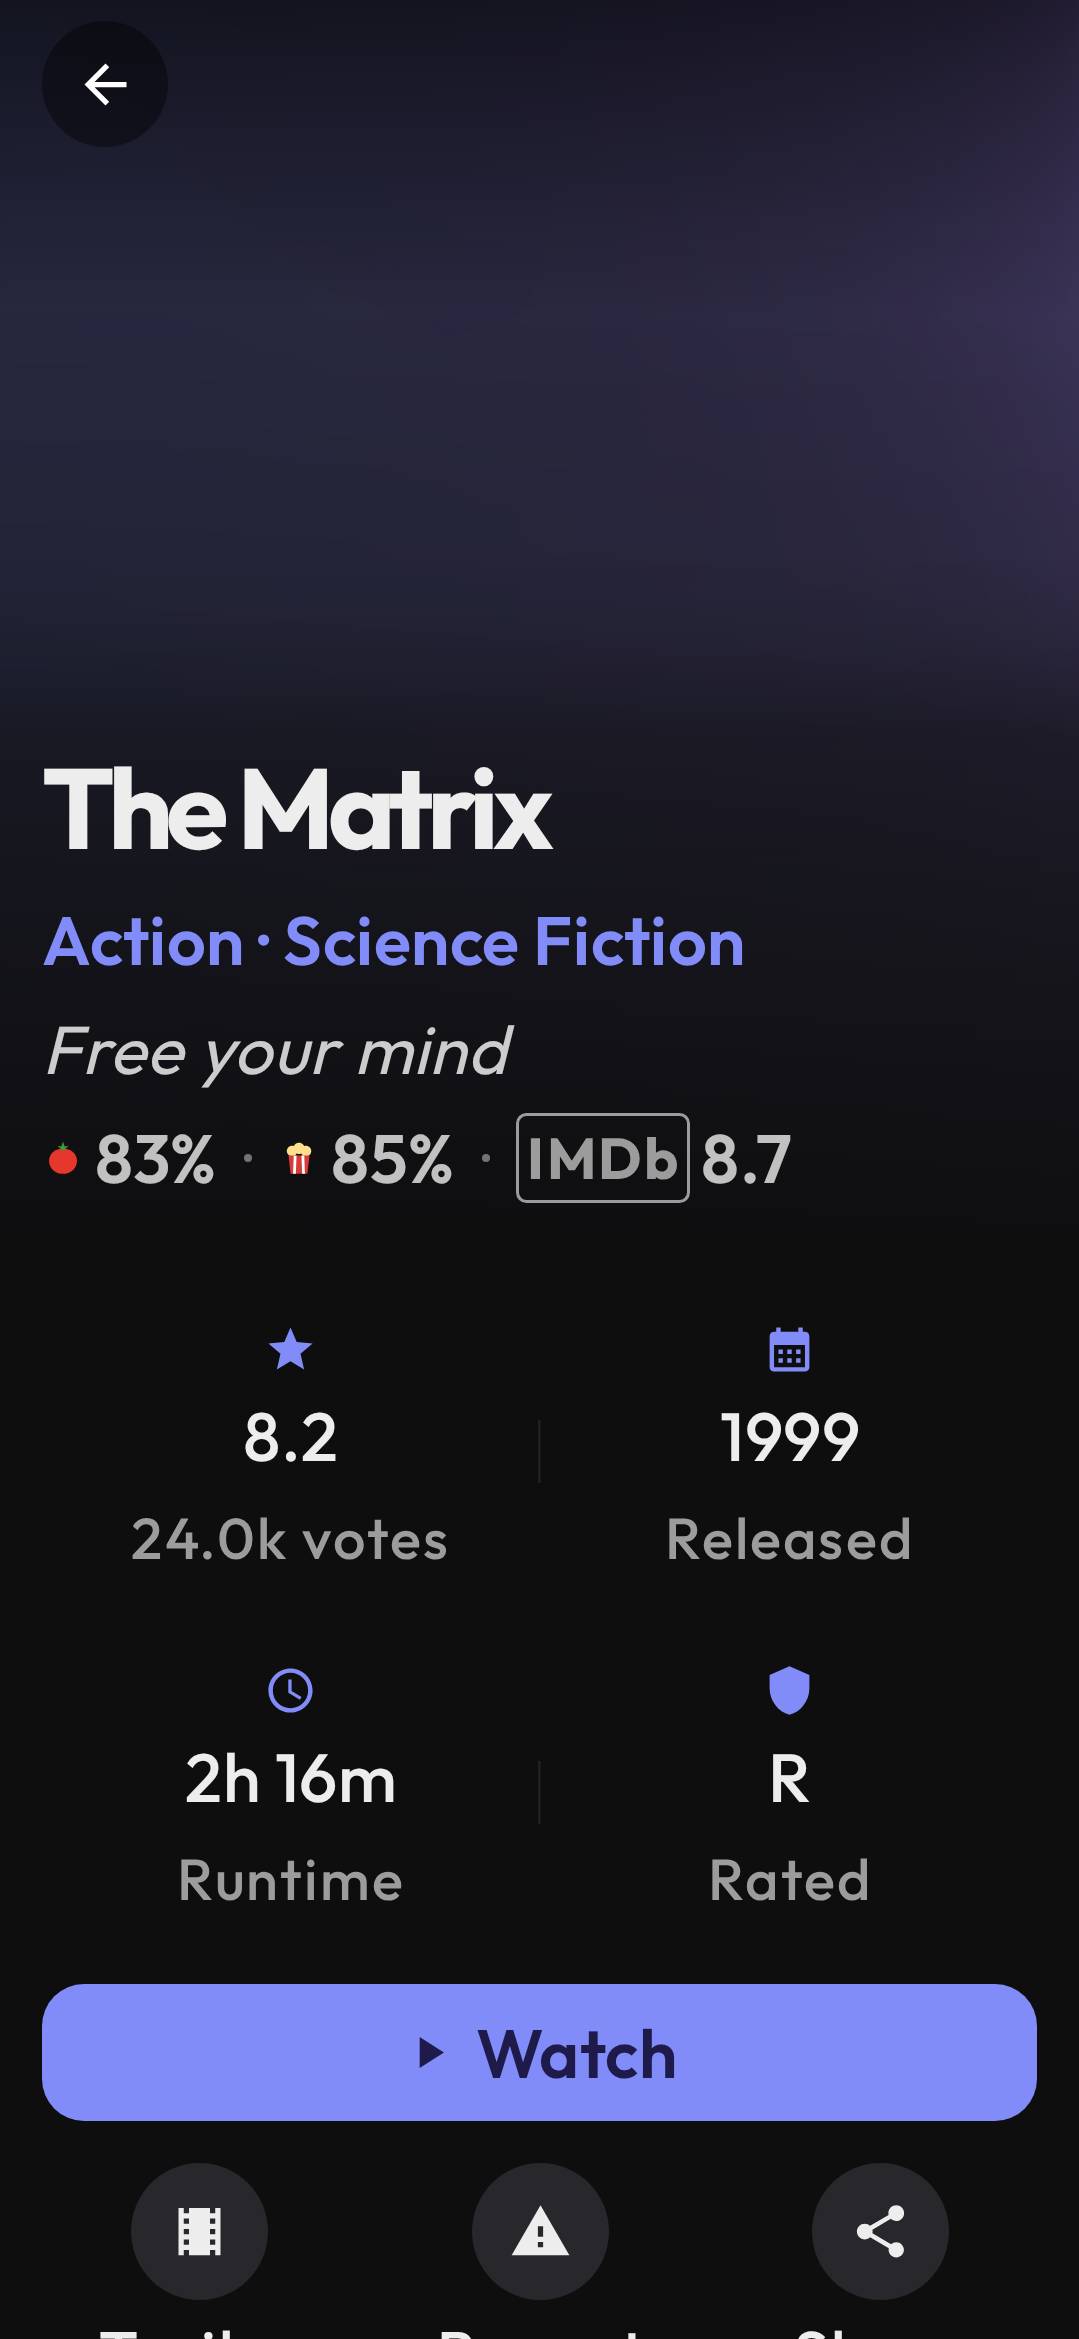 The Matrix
Action · Science Fiction
Free your mind
83% · 85% · IMDb 8.7
8.2
24.0k votes
1999
Released
2h 16m
Runtime
R
Rated
Watch